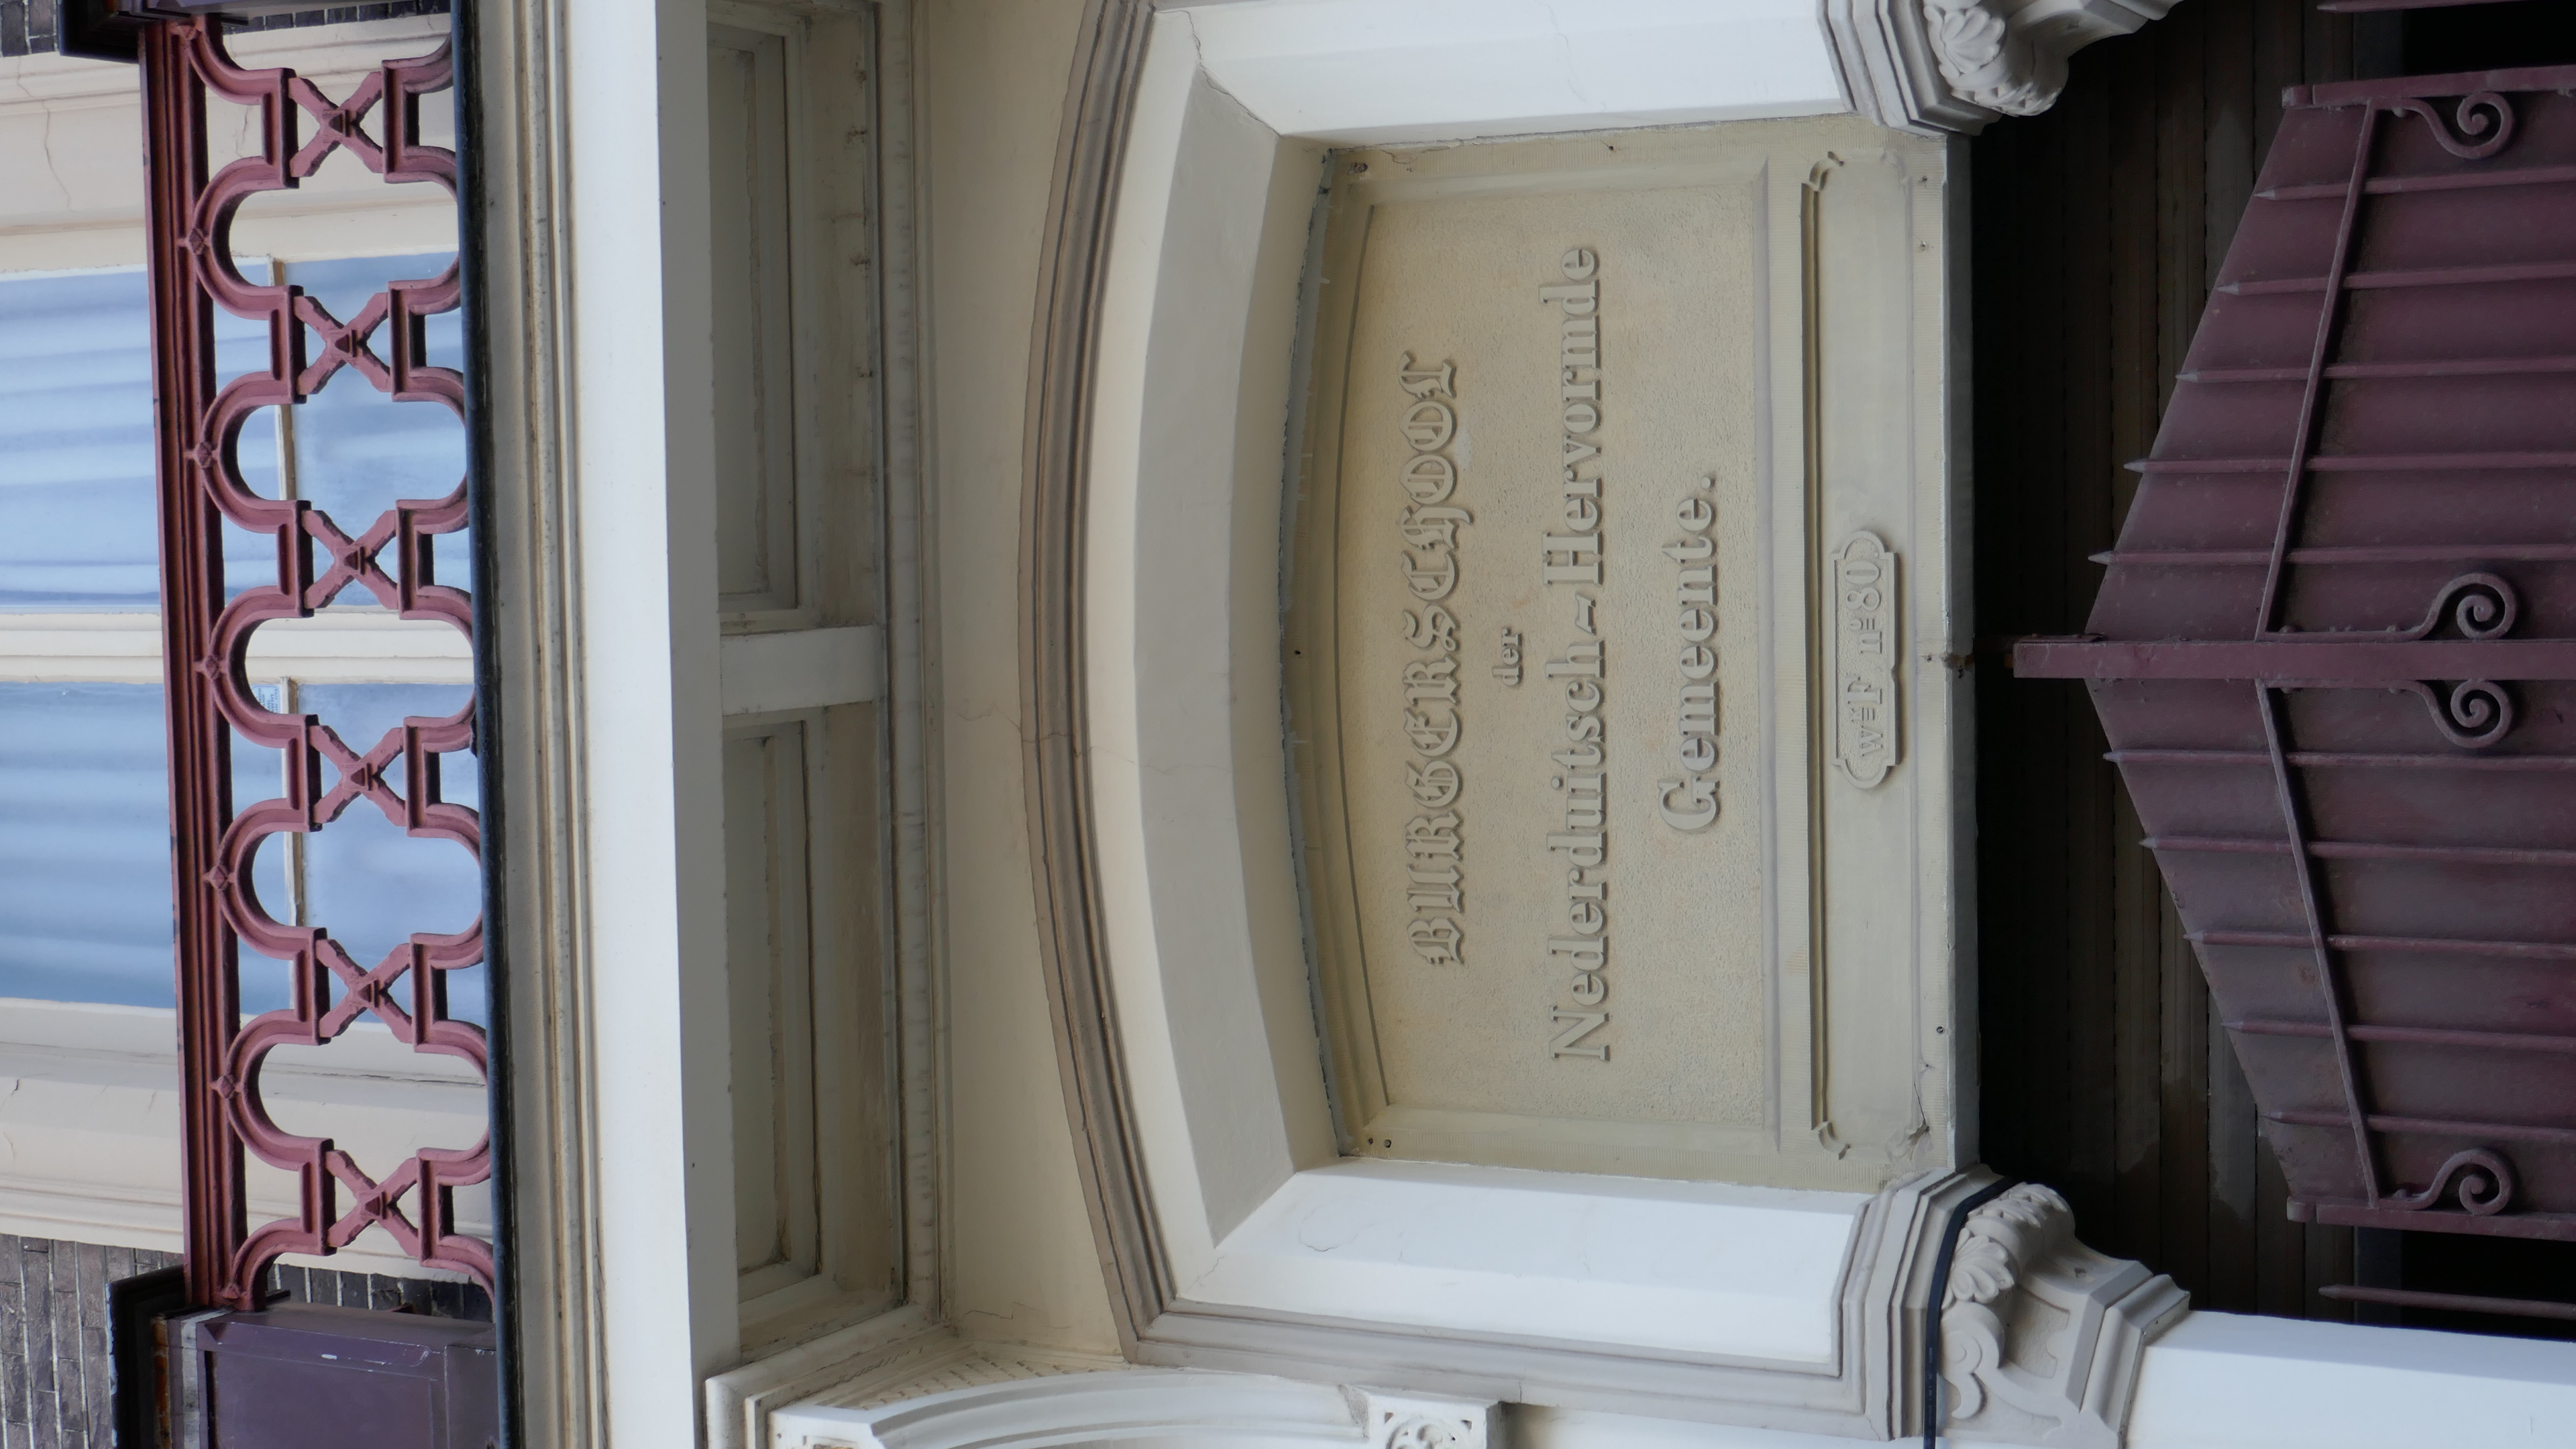 BURGERSCHOOL
der
Nederduitsch-Hervormde
Gemeente.
wk F no 80